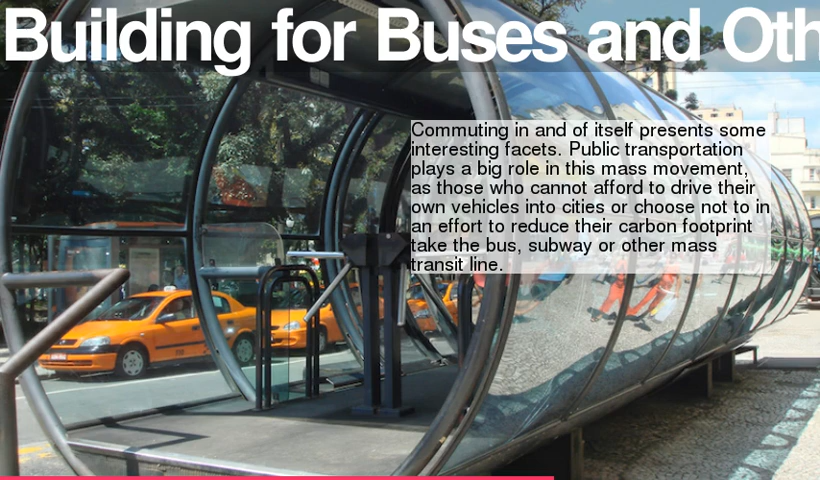 Building for Buses and Oth
Commuting in and of itself presents some
interesting facets. Public transportation
plays a big role in this mass movement,
as those who cannot afford to drive their
own vehicles into cities or choose not to in
an effort to reduce their carbon footprint
take the bus, subway or other mass
transit line.